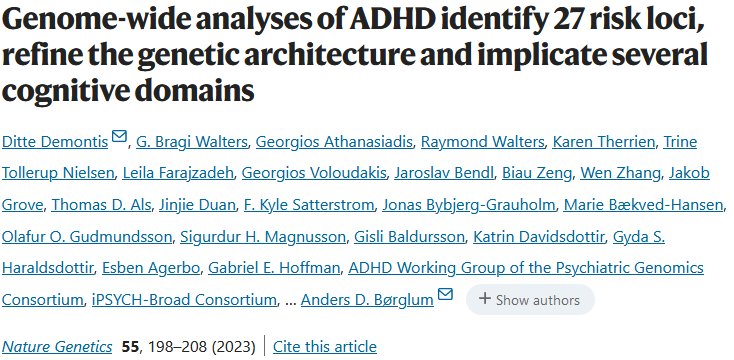 Genome-wide analyses of ADHD identify 27 risk loci,
refine the genetic architecture and implicate several
cognitive domains
Ditte Demontis, G. Bragi Walters, Georgios Athanasiadis, Raymond Walters, Karen Therrien, Trine
Tollerup Nielsen, Leila Farajzadeh, Georgios Voloudakis, Jaroslav Bendl, Biau Zeng, Wen Zhang, Jakob
Grove, Thomas D. Als, Jinjie Duan, F. Kyle Satterstrom, Jonas Bybjerg-Grauholm, Marie Bækved-Hansen,
Olafur O. Gudmundsson, Sigurdur H. Magnusson, Gisli Baldursson, Katrin Davidsdottir, Gyda S.
Haraldsdottir, Esben Agerbo, Gabriel E. Hoffman, ADHD Working Group of the Psychiatric Genomics
Consortium, iPSYCH-Broad Consortium, … Anders D. Børglum + Show authors
Nature Genetics 55, 198–208 (2023) | Cite this article